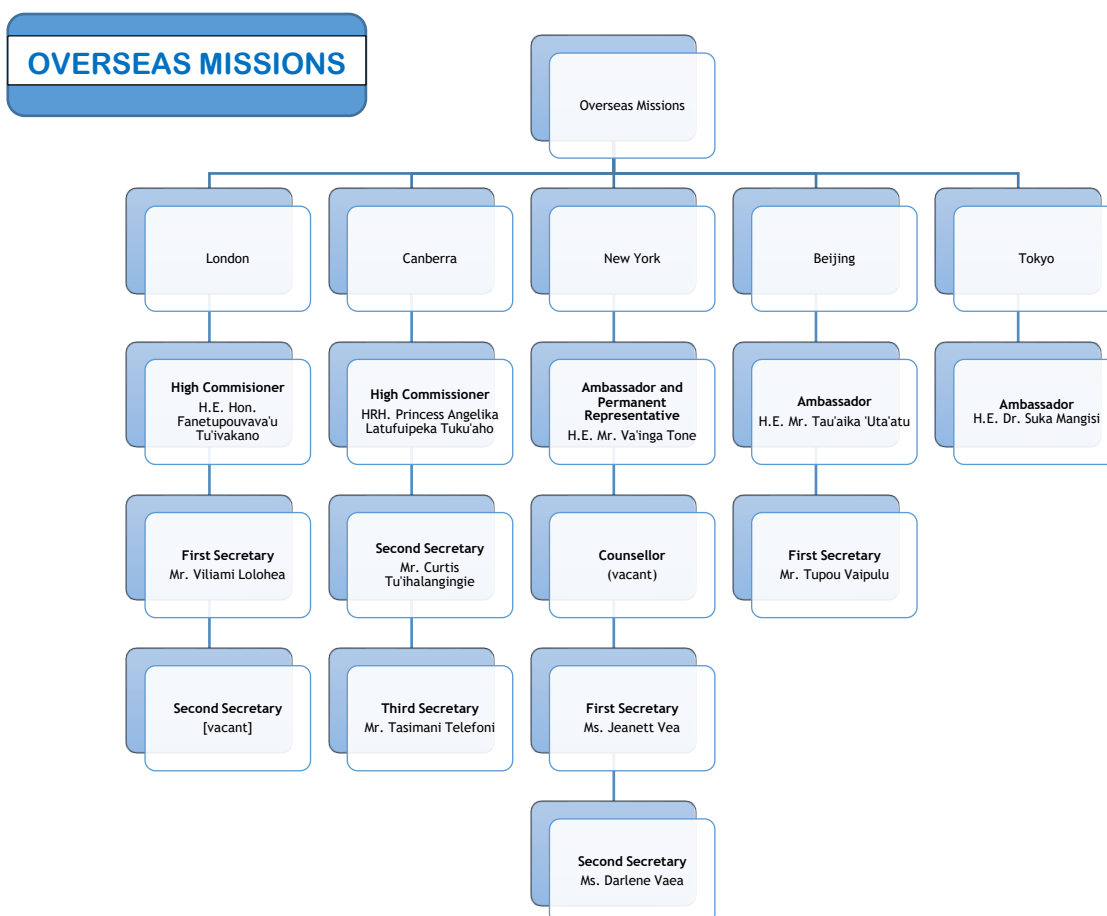 OVERSEAS MISSIONS
Overseas Missions
London
Canberra
New York
Beijing
Tokyo
High Commisioner
H.E. Hon.
Fanetupouvava'u
Tu'ivakano
High Commissioner
HRH. Princess Angelika
Latufuipeka Tuku'aho
Ambassador and
Permanent
Representative
H.E. Mr. Va'inga Tone
Ambassador
H.E. Mr. Tau'aika 'Uta'atu
Ambassador
H.E. Dr. Suka Mangisi
First Secretary
Mr. Viliami Lolohea
Second Secretary
Mr. Curtis
Tu'ihalangingie
Counsellor
(vacant)
First Secretary
Mr. Tupou Vaipulu
Second Secretary
[vacant]
Third Secretary
Mr. Tasimani Telefoni
First Secretary
Ms. Jeanett Vea
Second Secretary
Ms. Darlene Vaea